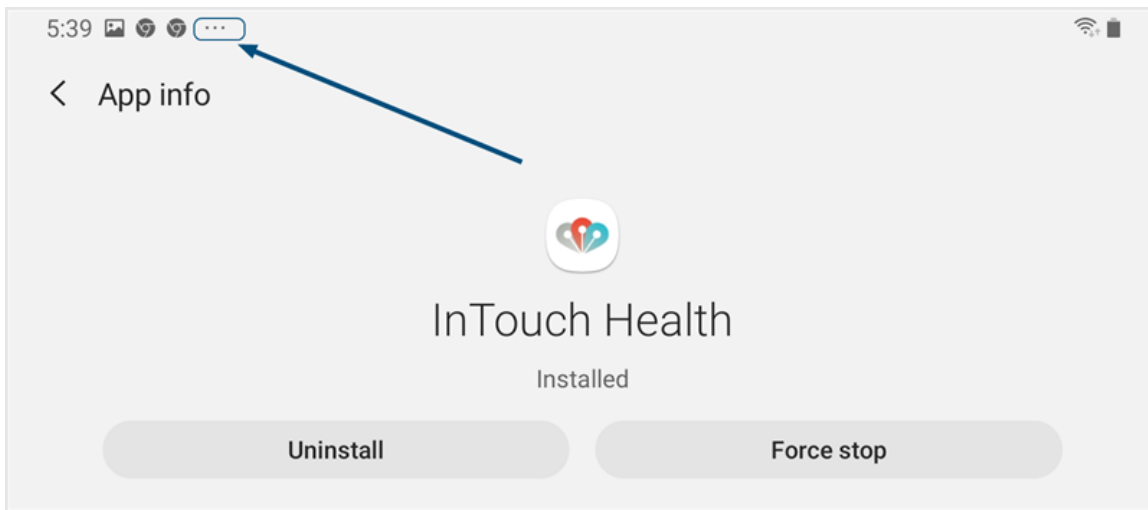 5:39 ...
App info
InTouch Health
Installed
Uninstall Force stop